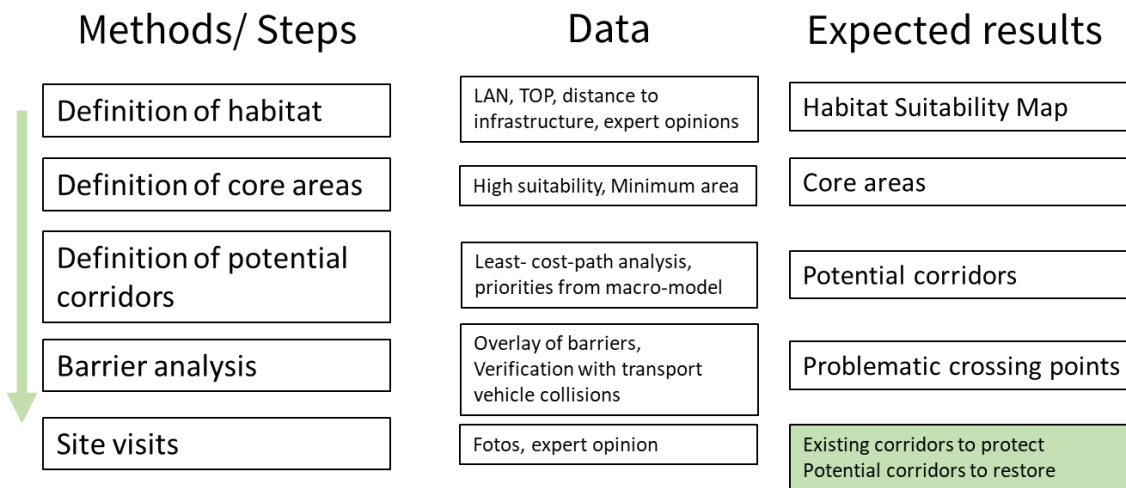 Methods/ Steps
Data
Expected results
Definition of habitat
LAN, TOP, distance to
infrastructure, expert opinions
Habitat Suitability Map
Definition of core areas
High suitability, Minimum area
Core areas
Definition of potential
corridors
Least- cost-path analysis,
priorities from macro-model
Potential corridors
Barrier analysis
Overlay of barriers,
Verification with transport
vehicle collisions
Problematic crossing points
Site visits
Fotos, expert opinion
Existing corridors to protect
Potential corridors to restore